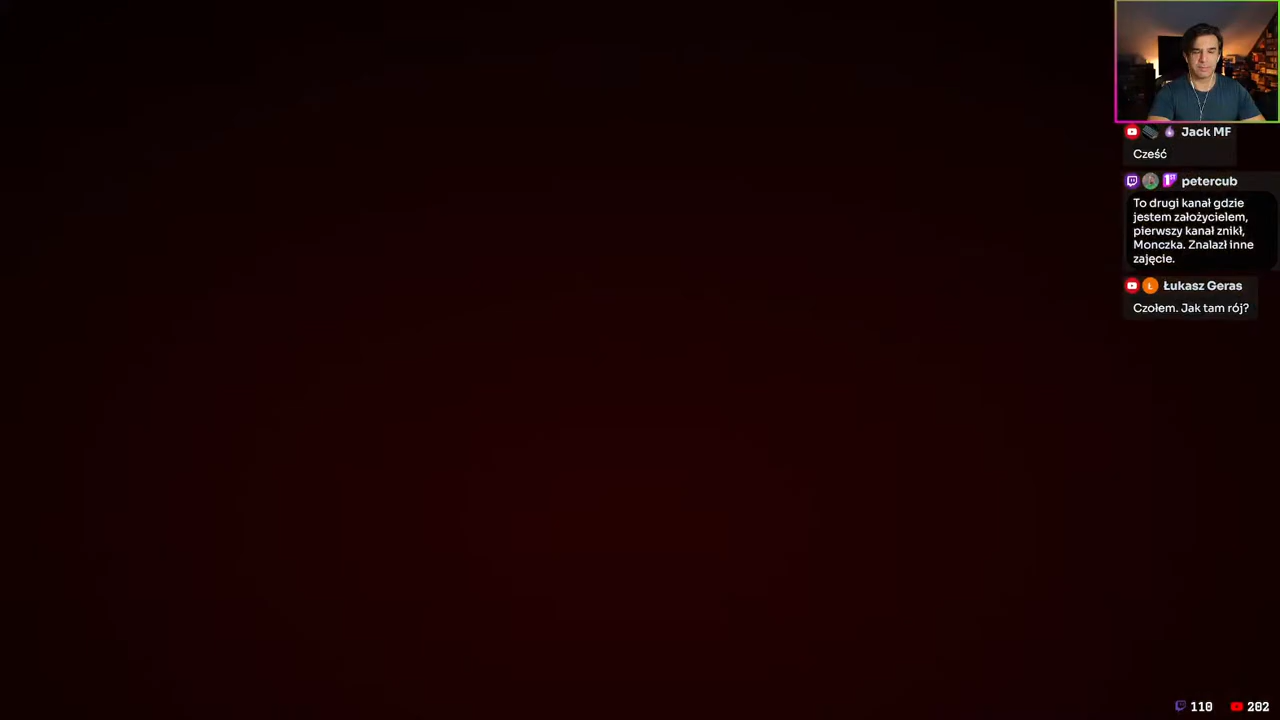 Jack MF
Cześć
petercub
To drugi kanał gdzie
jestem założycielem,
pierwszy kanał znikł,
Monczka. Znalazł inne
zajęcie.
Łukasz Geras
Czołem. Jak tam rój?
110 202